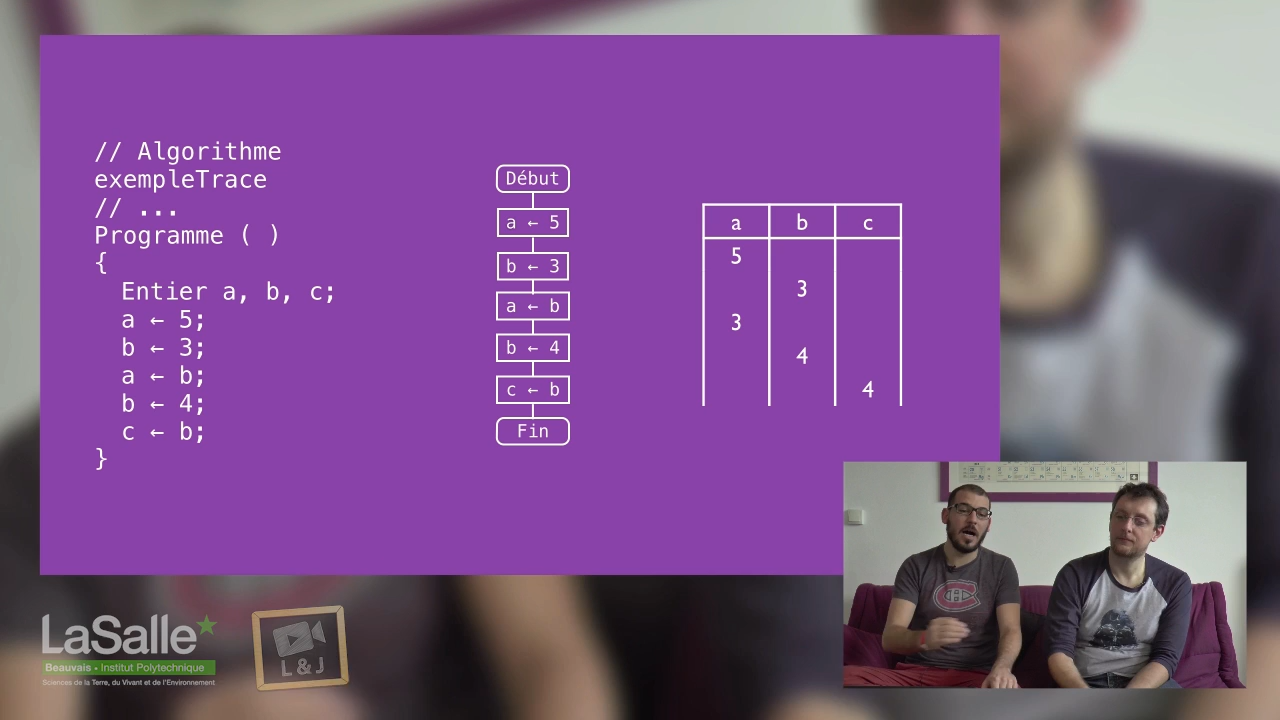 // Algorithme
exempleTrace
// ...
Programme ( )
{
Entier a, b, c;
a ← 5;
b ← 3;
a ← b;
b ← 4;
c ← b;
}
Début
a ← 5
b ← 3
a ← b
b ← 4
c ← b
Fin
a b c
5
3
3
4
4
LaSalle
Beauvais • Institut Polytechnique
Sciences de la Terre, du Vivant et de l'Environnement
L & J